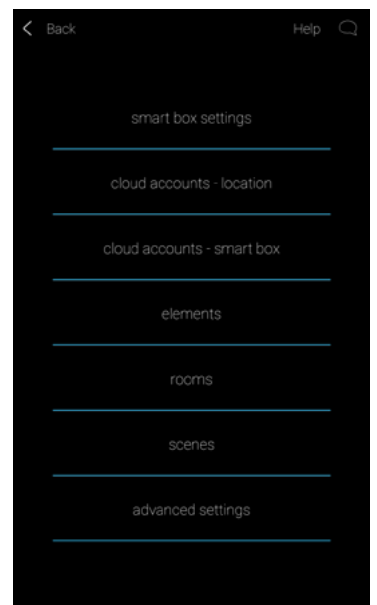 Back Help
smart box settings
cloud accounts - location
cloud accounts - smart box
elements
rooms
scenes
advanced settings